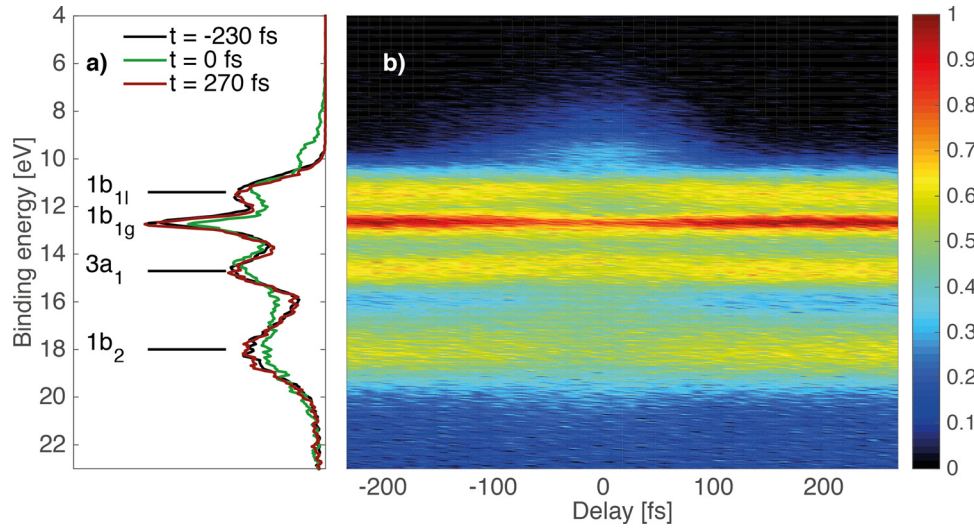 4
6
8
10
12
14
16
18
20
22
Binding energy [eV]
a)
t = -230 fs
t = 0 fs
t = 270 fs
1b1l
1b1g
3a1
1b2
b)
-200
-100
0
100
200
Delay [fs]
1
0.9
0.8
0.7
0.6
0.5
0.4
0.3
0.2
0.1
0